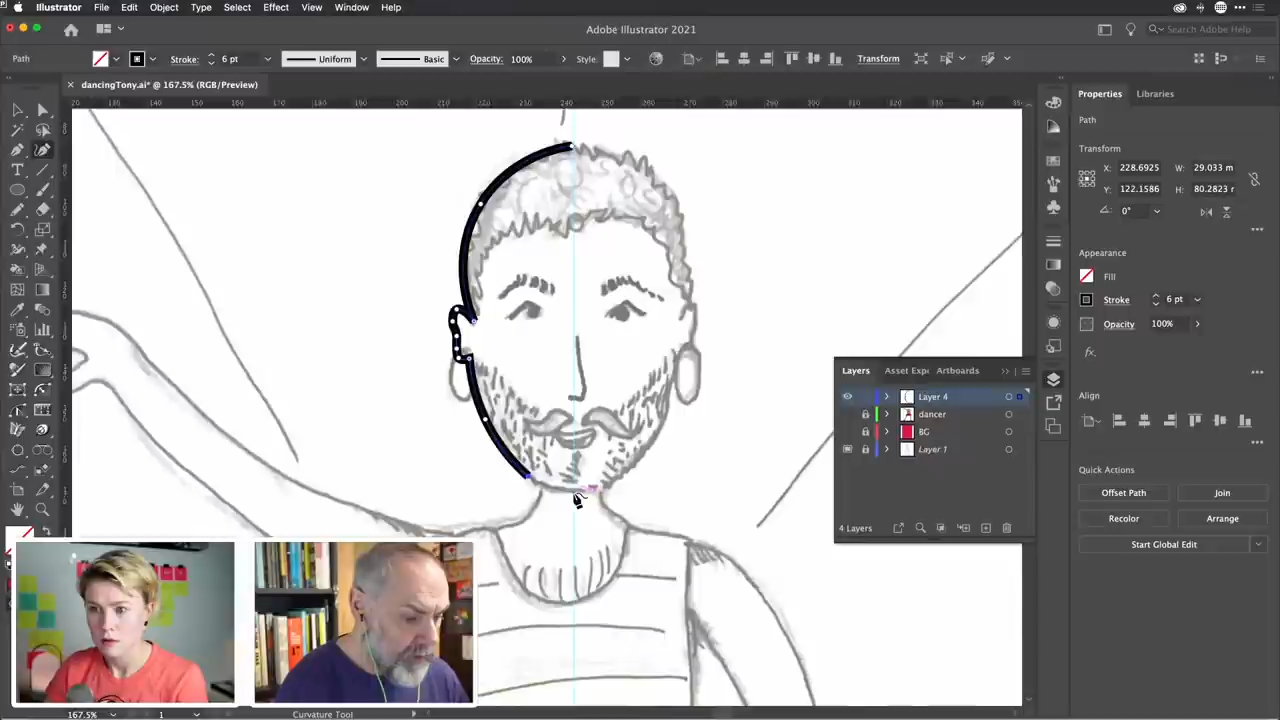 Illustrator File Edit Object Type Select Effect View Window Help
Adobe Illustrator 2021
Search Adobe Help
Path Stroke: 6 pt Uniform Basic Opacity: 100% Style: Transform
× dancingTony.ai* @ 167.5% (RGB/Preview)
Properties Libraries
Path
Transform
X: 228.6925 W: 29.033 m
Y: 122.1586 H: 80.2823 r
0°
Appearance
Fill
Stroke 6 pt
Opacity 100%
fx.
Align
Quick Actions
Offset Path Join
Recolor Arrange
Start Global Edit
Layers Asset Expc Artboards
Layer 4
dancer
BG
Layer 1
4 Layers
167.5% 1 Curvature Tool